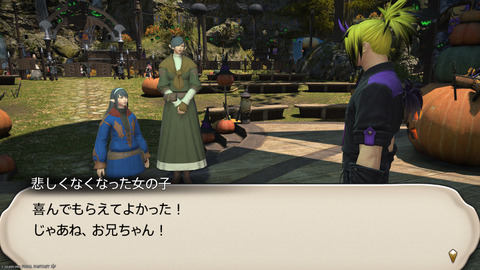 悲しくなくなった女の子
喜んでもらえてよかった！
じゃあね、お兄ちゃん！